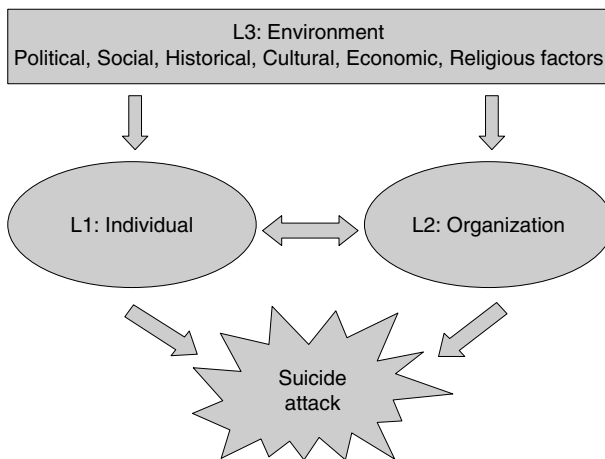 L3: Environment
Political, Social, Historical, Cultural, Economic, Religious factors
L1: Individual
L2: Organization
Suicide
attack